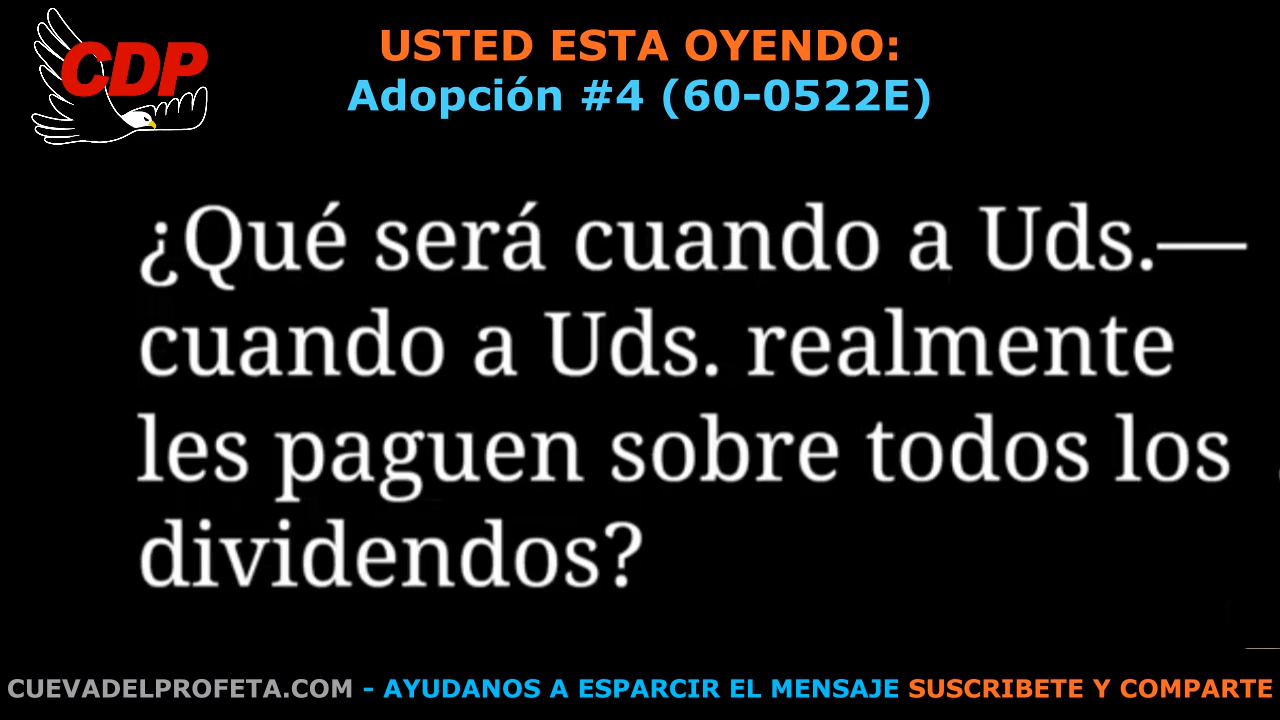 CDP
USTED ESTA OYENDO:
Adopción #4 (60-0522E)
¿Qué será cuando a Uds.—
cuando a Uds. realmente
les paguen sobre todos los
dividendos?
CUEVADELPROFETA.COM - AYUDANOS A ESPARCIR EL MENSAJE SUSCRIBETE Y COMPARTE